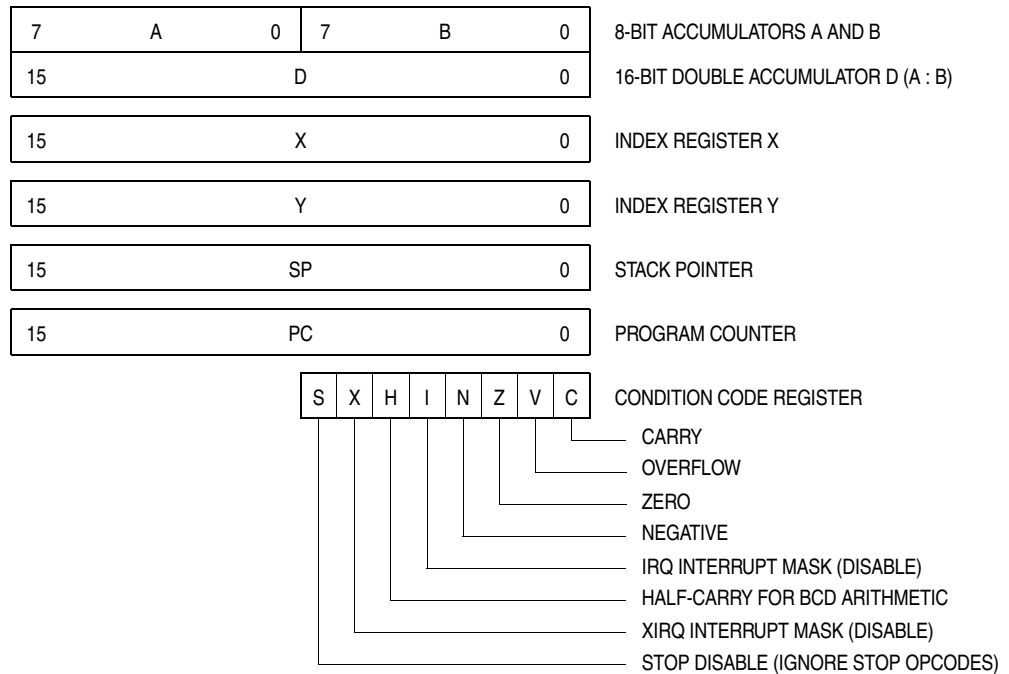 7 A 0 7 B 0 8-BIT ACCUMULATORS A AND B
15 D 0 16-BIT DOUBLE ACCUMULATOR D (A : B)
15 X 0 INDEX REGISTER X
15 Y 0 INDEX REGISTER Y
15 SP 0 STACK POINTER
15 PC 0 PROGRAM COUNTER
S X H I N Z V C CONDITION CODE REGISTER
CARRY
OVERFLOW
ZERO
NEGATIVE
IRQ INTERRUPT MASK (DISABLE)
HALF-CARRY FOR BCD ARITHMETIC
XIRQ INTERRUPT MASK (DISABLE)
STOP DISABLE (IGNORE STOP OPCODES)